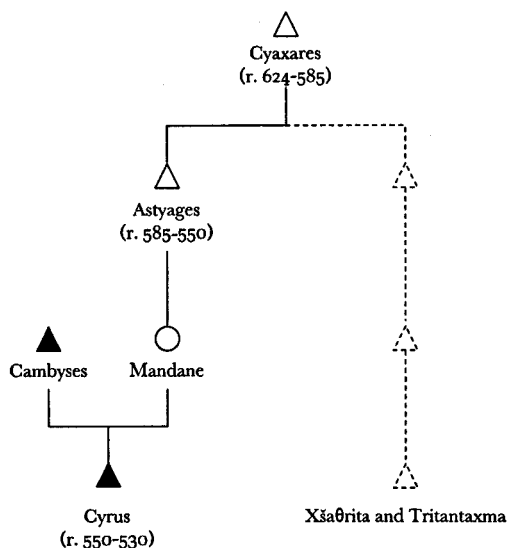 Cyaxares
(r. 624-585)
Astyages
(r. 585-550)
Cambyses
Mandane
Cyrus
(r. 550-530)
Xšaθrita and Tritantaxma